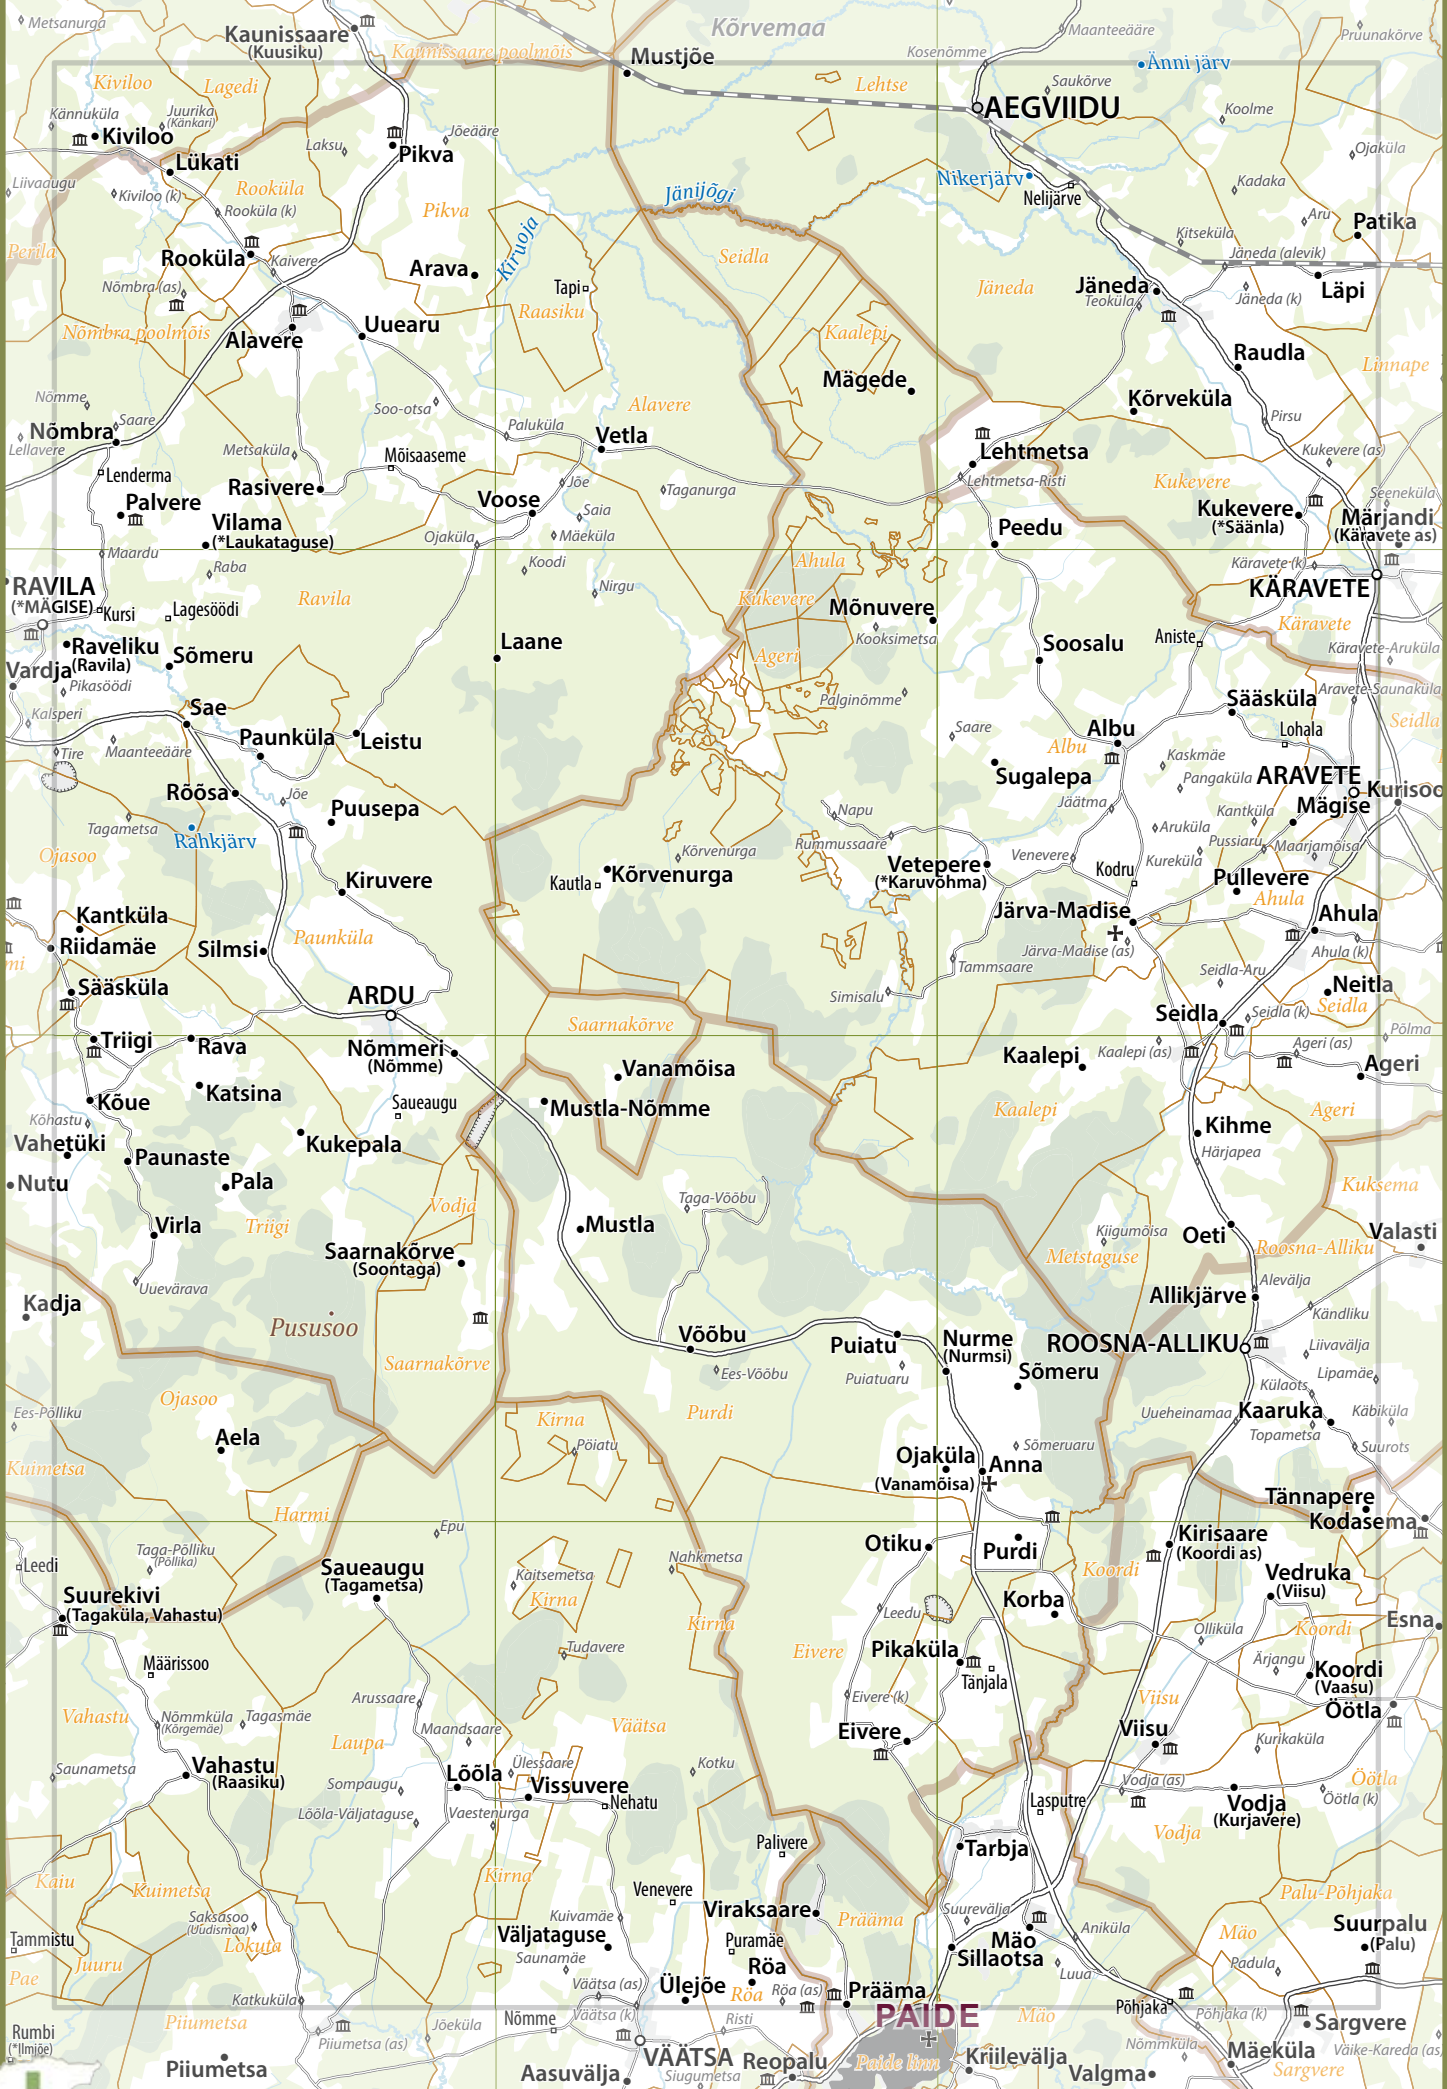 Metsanurga
Kaunissaare
(Kuusiku)
Kaunissaare poolmõis
Kõrvemaa
Mustjõe
Kosenõmme
Maanteeääre
Pruunakõrve
Änni järv
Kiviloo
Lagedi
Lehtse
Saukõrve
AEGVIIDU
Koolme
Kännuküla
Juurika
(Känkari)
Kiviloo
Laksu
Jõeääre
Pikva
Lükati
Ojaküla
Liivaaugu
Kiviloo (k)
Rooküla
Rooküla (k)
Pikva
Jänijõgi
Nikerjärv
Nelijärve
Kadaka
Aru
Patika
Perila
Rooküla
Kaivere
Arava
Kiruoja
Tapi
Seidla
Kitseküla
Jäneda (alevik)
Nõmbra (as)
Raasiku
Jäneda
Jäneda
Teoküla
Jäneda (k)
Läpi
Nõmbra poolmõis
Alavere
Uuearu
Kaalepi
Raudla
Linnape
Mägede
Kõrveküla
Nõmme
Saare
Soo-otsa
Alavere
Pirsu
Nõmbra
Lellavere
Paluküla
Vetla
Lehtmetsa
Kukevere (as)
Metsaküla
Mõisaaseme
Lenderma
Rasivere
Jõe
Taganurga
Lehtmetsa-Risti
Kukevere
Seeneküla
Palvere
Voose
Saia
Vilama
(*Laukataguse)
Ojaküla
Mäeküla
Peedu
Kukevere
(*Säänla)
Märjandi
(Käravete as)
Maardu
Raba
Koodi
Ahula
Käravete (k)
RAVILA
(*MÄGISE)
Kursi
Lagesöödi
Ravila
Nirgu
Kukevere
Mõnuvere
KÄRAVETE
Raveliku
(Ravila)
Sõmeru
Laane
Kooksimetsa
Ageri
Soosalu
Aniste
Käravete
Käravete-Aruküla
Vardja
Pikasöödi
Palginõmme
Aravete-Saunaküla
Kalsperi
Sae
Saare
Albu
Sääsküla
Seidla
Tire
Maanteeääre
Paunküla
Leistu
Albu
Lohala
Sugalepa
Kaskmäe
Pangaküla
ARAVETE
Kurisoo
Rõõsa
Jõe
Puusepa
Jäätma
Kantküla
Mägise
Tagametsa
Rahkjärv
Napu
Rummussaare
Aruküla
Pussiaru
Maarjamõisa
Ojasoo
Kõrvenurga
Venevere
Kureküla
Kautla
Kõrvenurga
Vetepere
(*Karuvõhma)
Kodru
Pullevere
Kiruvere
Ahula
Kantküla
Järva-Madise
Ahula
Riidamäe
Silmsi
Paunküla
Järva-Madise (as)
Ahula (k)
Tammsaare
Seidla-Aru
Sääsküla
ARDU
Simisalu
Neitla
Seidla
Seidla
Seidla (k)
Triigi
Rava
Saarnakõrve
Põlma
Nõmmeri
(Nõmme)
Kaalepi
Kaalepi (as)
Ageri (as)
Vanamõisa
Ageri
Kõue
Katsina
Saueaugu
Mustla-Nõmme
Kaalepi
Ageri
Kõhastu
Vahetüki
Kukepala
Kihme
Paunaste
Härjapea
Nutu
Pala
Taga-Võõbu
Kuksema
Virla
Triigi
Vodja
Mustla
Kiigumõisa
Oeti
Valasti
Saarnakõrve
(Soontaga)
Metstaguse
Roosna-Alliku
Uuevärava
Alevälja
Kadja
Allikjärve
Kändliku
Pususoo
Võõbu
Puiatu
Nurme
(Nurmsi)
ROOSNA-ALLIKU
Liivavälja
Saarnakõrve
Ees-Võõbu
Puiatuaru
Sõmeru
Külaots
Lipamäe
Ojasoo
Ees-Põlliku
Kirna
Purdi
Uueheinamaa
Kaaruka
Käbiküla
Aela
Põiatu
Ojaküla
(Vanamõisa)
Anna
Sõmeruaru
Topametsa
Suurots
Kuimetsa
Harmi
Tännapere
Kodasema
Epu
Taga-Põlliku
(Põllika)
Nahkmetsa
Otiku
Purdi
Kirisaare
(Koordi as)
Leedi
Saueaugu
(Tagametsa)
Kaitsemetsa
Koordi
Vedruka
(Viisu)
Suurekivi
(Tagaküla, Vahastu)
Kirna
Kirna
Leedu
Korba
Esna
Eivere
Pikaküla
Olliküla
Koordi
Tudavere
Määrissoo
Tänjala
Ärjangu
Koordi
(Vaasu)
Arussaare
Eivere (k)
Viisu
Öötla
Vahastu
Nõmmküla
(Kõrgemäe)
Tagasmäe
Laupa
Maandsaare
Väätsa
Eivere
Viisu
Kurikaküla
Saunametsa
Vahastu
(Raasiku)
Sompaugu
Lõõla
Ülessaare
Vissuvere
Kotku
Vodja (as)
Öötla
Öötla (k)
Lõõla-Väljataguse
Vaestenurga
Nehatu
Lasputre
Vodja
(Kurjavere)
Palivere
Tarbja
Vodja
Kaiu
Kuimetsa
Kirna
Venevere
Palu-Põhjaka
Saksasoo
(Uudismaa)
Lokuta
Kuivamäe
Viraksaare
Prääma
Suurevälja
Aniküla
Mäo
Suurpalu
(Palu)
Tammistu
Väljataguse
Puramäe
Mäo
Sillaotsa
Padula
Pae
Juuru
Saunamäe
Röa
Luua
Väätsa (as)
Ülejõe
Röa
Röa (as)
Prääma
PAIDE
Põhjaka
Katkuküla
Piiumetsa
Jõeküla
Nõmme
Väätsa (k)
Risti
Mäo
Põhjaka (k)
Sargvere
Rumbi
(*Ilmjõe)
Piiumetsa (as)
Nõmmküla
Väike-Kareda (as)
Piiumetsa
VÄÄTSA
Reopalu
Paide linn
Kriilevälja
Mäeküla
Aasuvälja
Siugumetsa
Valgma
Sargvere